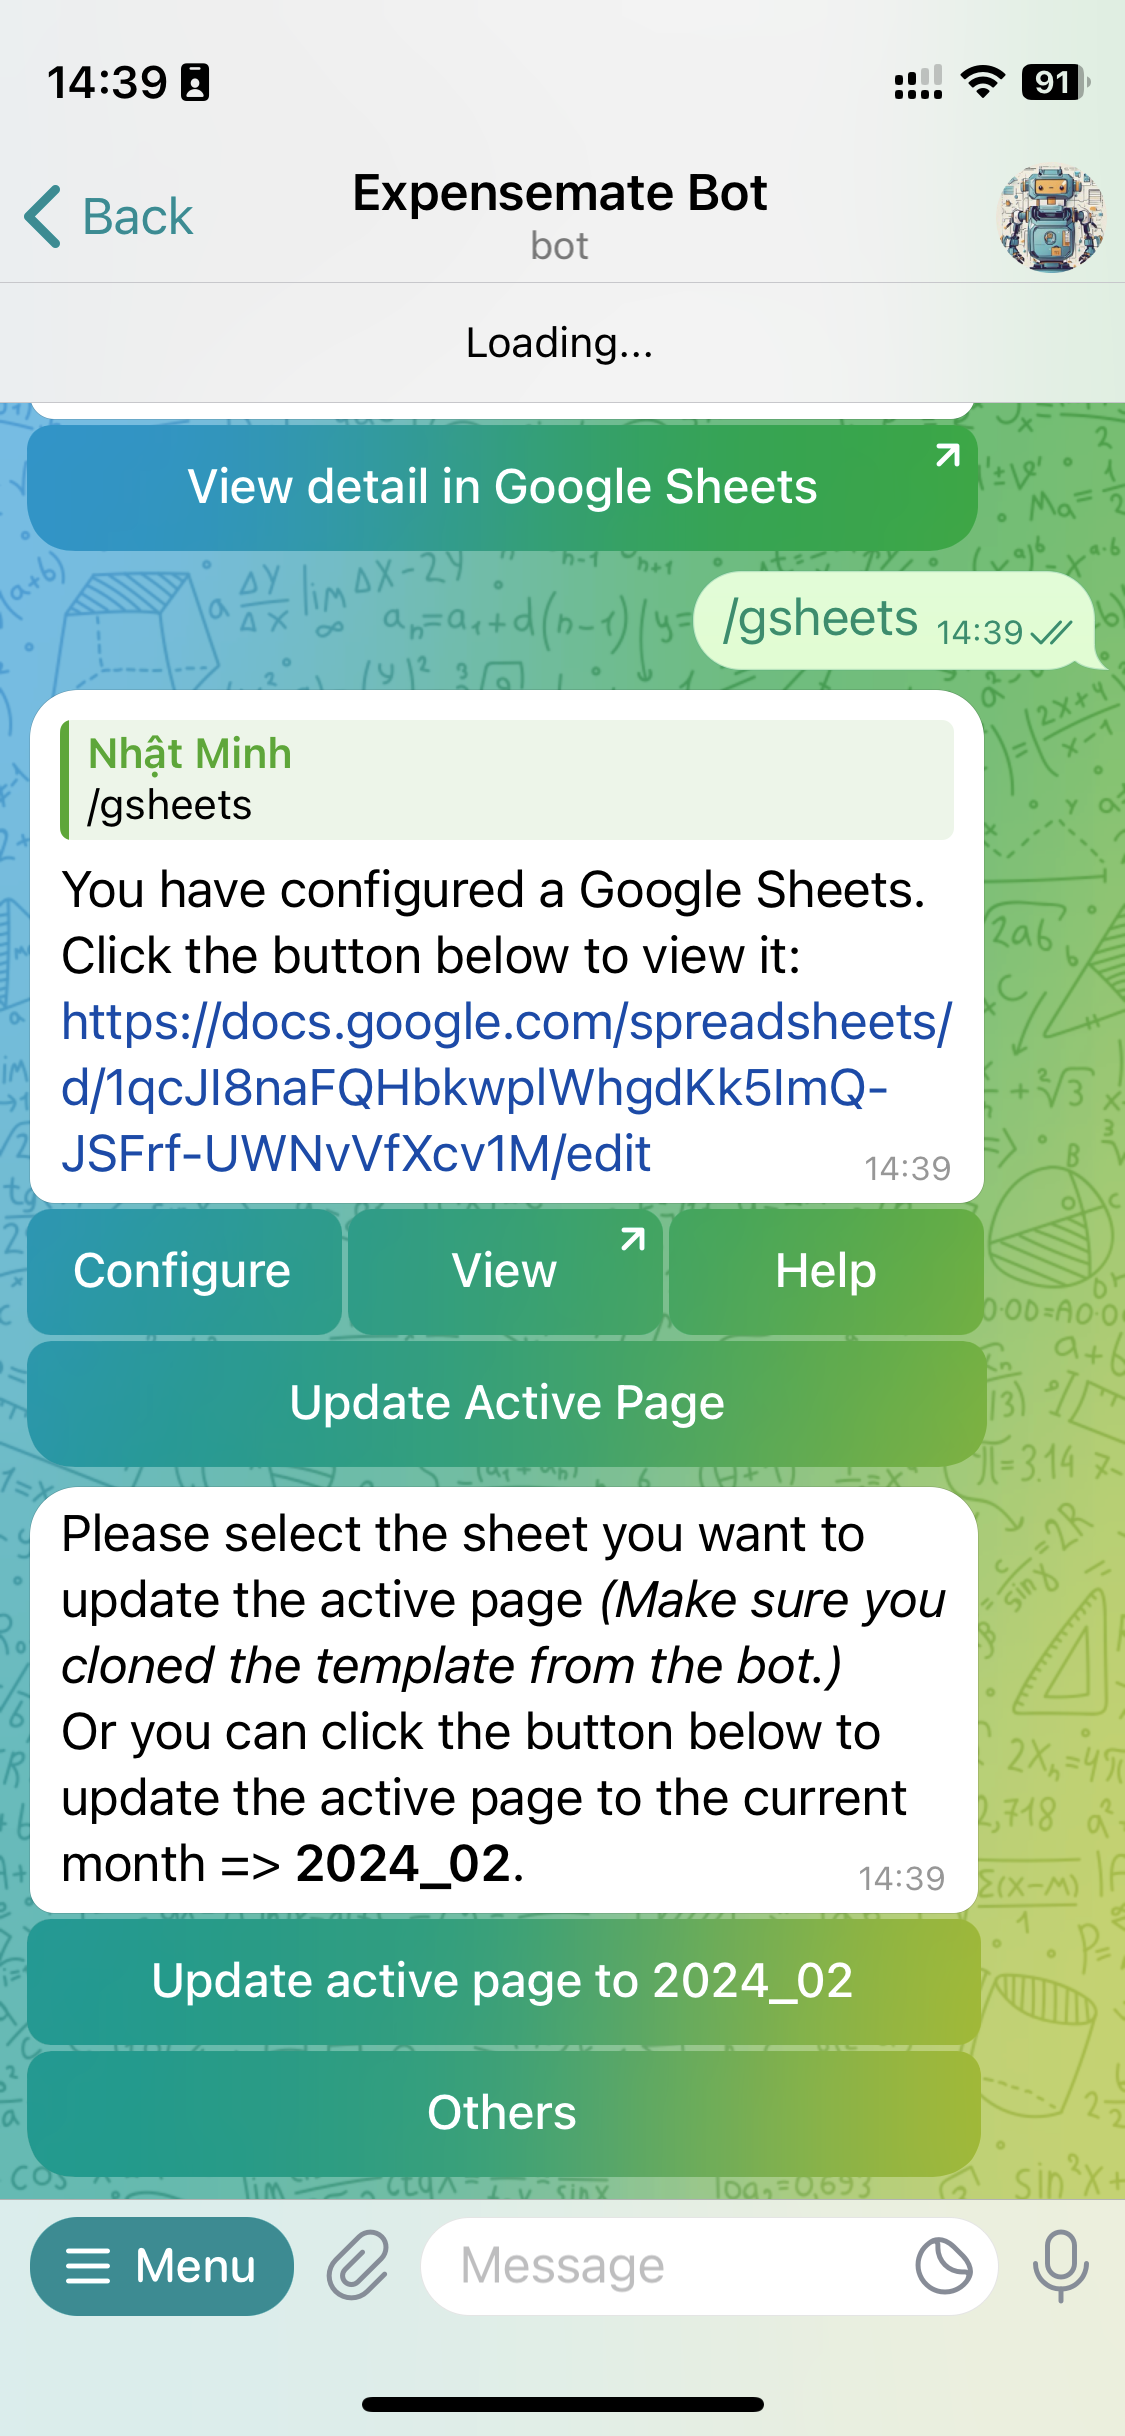 14:39
91
Back
Expensemate Bot
bot
Loading...
View detail in Google Sheets
/gsheets 14:39
Nhật Minh
/gsheets
You have configured a Google Sheets.
Click the button below to view it:
https://docs.google.com/spreadsheets/
d/1qcJI8naFQHbkwplWhgdKk5ImQ-
JSFrf-UWNvVfXcv1M/edit
14:39
Configure
View
Help
Update Active Page
Please select the sheet you want to
update the active page (Make sure you
cloned the template from the bot.)
Or you can click the button below to
update the active page to the current
month => 2024_02.
14:39
Update active page to 2024_02
Others
Menu
Message